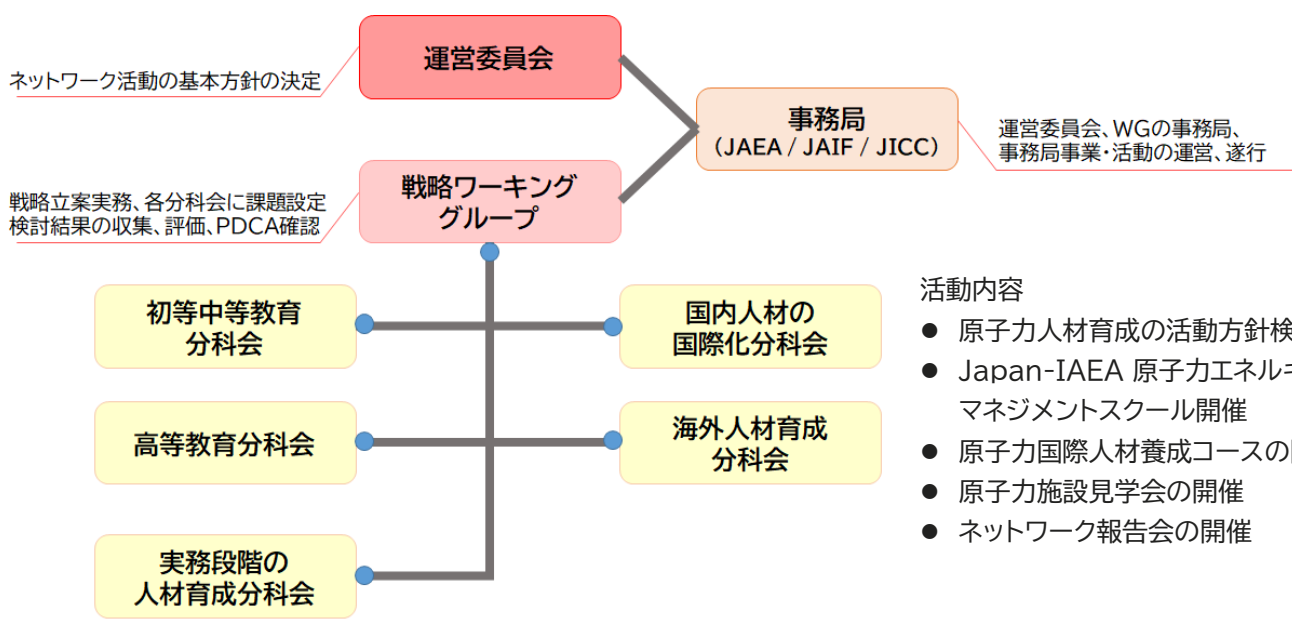 運営委員会
ネットワーク活動の基本方針の決定
事務局
(JAEA / JAIF / JICC)
運営委員会、WGの事務局、
事務局事業・活動の運営、遂行
戦略ワーキング
グループ
戦略立案実務、各分科会に課題設定
検討結果の収集、評価、PDCA確認
初等中等教育
分科会
国内人材の
国際化分科会
高等教育分科会
海外人材育成
分科会
実務段階の
人材育成分科会
活動内容
● 原子力人材育成の活動方針検
● Japan-IAEA 原子力エネルギ
マネジメントスクール開催
● 原子力国際人材養成コースの
● 原子力施設見学会の開催
● ネットワーク報告会の開催